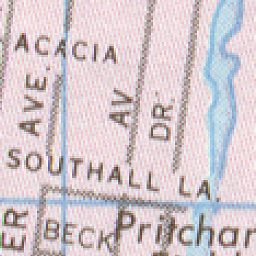 ACACIA
AVE.
AV
DR.
SOUTHALL LA.
ER
BECK
Pritchar